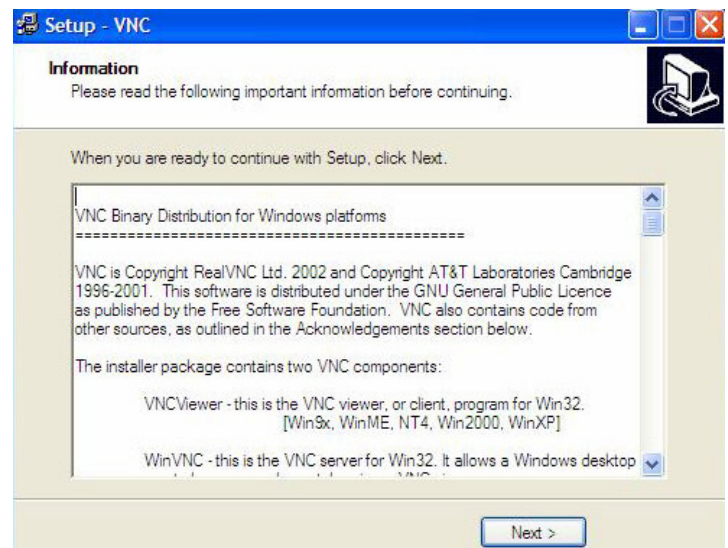 Setup - VNC
Information
Please read the following important information before continuing.
When you are ready to continue with Setup, click Next.
VNC Binary Distribution for Windows platforms
=============================================
VNC is Copyright RealVNC Ltd. 2002 and Copyright AT&T Laboratories Cambridge
1996-2001. This software is distributed under the GNU General Public Licence
as published by the Free Software Foundation. VNC also contains code from
other sources, as outlined in the Acknowledgements section below.
The installer package contains two VNC components:
VNCViewer - this is the VNC viewer, or client, program for Win32.
[Win9x, WinME, NT4, Win2000, WinXP]
WinVNC - this is the VNC server for Win32. It allows a Windows desktop
Next >